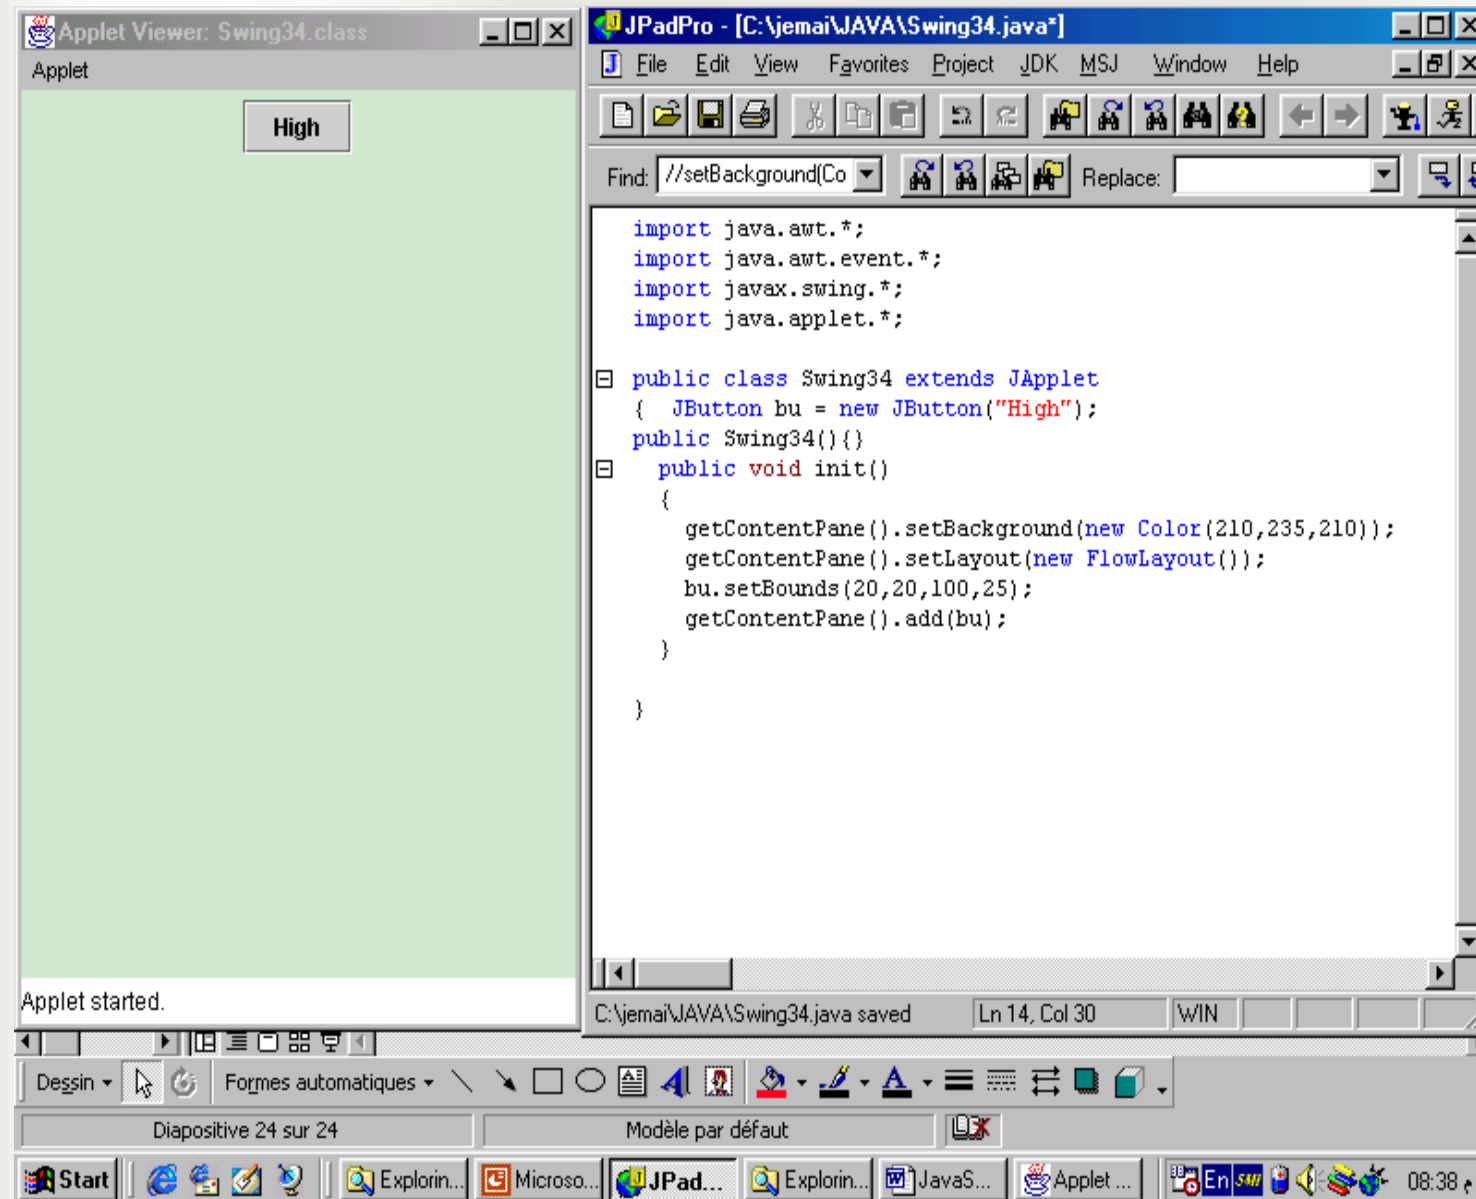 Applet Viewer: Swing34.class
Applet
High
Applet started.
JPadPro - [C:\jemai\JAVA\Swing34.java*]
File Edit View Favorites Project JDK MSJ Window Help
Find: //setBackground(Co Replace:
import java.awt.*;
import java.awt.event.*;
import javax.swing.*;
import java.applet.*;
public class Swing34 extends JApplet
{ JButton bu = new JButton("High");
public Swing34(){}
public void init()
{
getContentPane().setBackground(new Color(210,235,210));
getContentPane().setLayout(new FlowLayout());
bu.setBounds(20,20,100,25);
getContentPane().add(bu);
}
}
C:\jemai\JAVA\Swing34.java saved Ln 14, Col 30 WIN
Dessin Formes automatiques
Diapositive 24 sur 24 Modèle par défaut
Start Explorin... Microso... JPad... Explorin... JavaS... Applet ... En 08:38